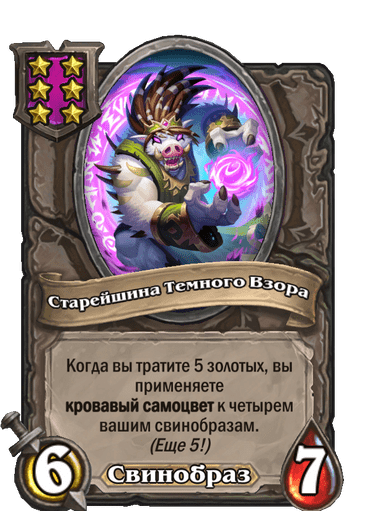 Старейшина Темного Взора
Когда вы тратите 5 золотых, вы
применяете
кровавый самоцвет к четырем
вашим свинобразам.
(Еще 5!)
6
Свинобраз
7